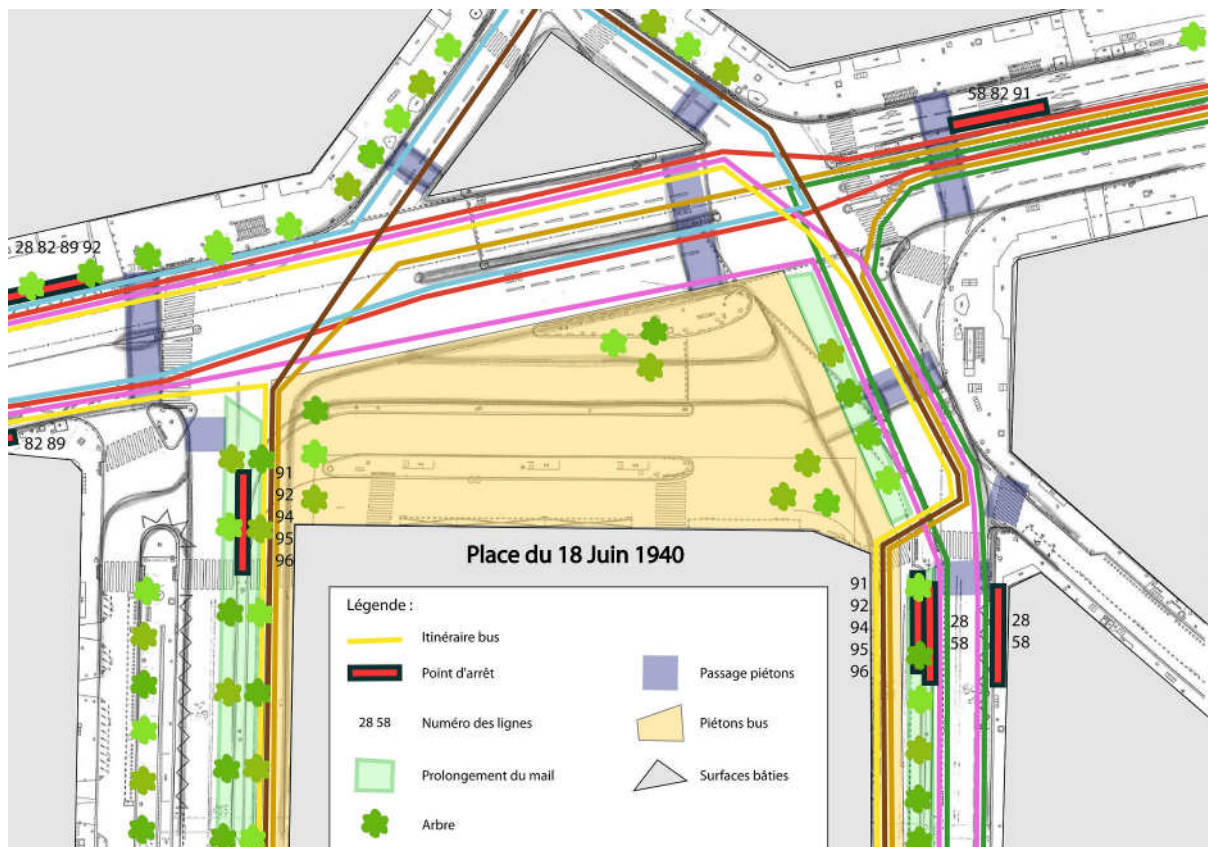 58 82 91
28 82 89 92
82 89
91
92
94
95
96
Place du 18 Juin 1940
91
92
94
95
96
28
58
28
58
Légende :
Itinéraire bus
Point d'arrêt
28 58 Numéro des lignes
Prolongement du mail
Arbre
Passage piétons
Piétons bus
Surfaces bâties